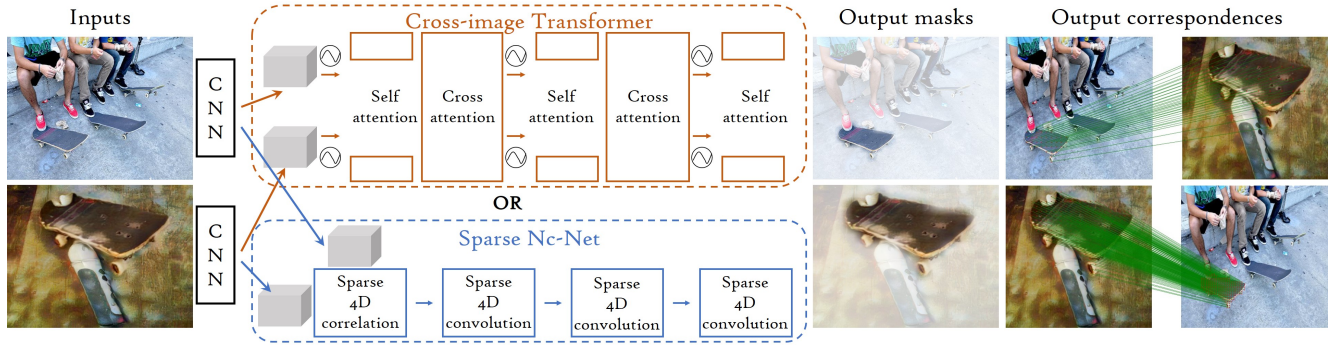 Inputs
Cross-image Transformer
Output masks
Output correspondences
C
N
N
Self
attention
Cross
attention
Self
attention
Cross
attention
Self
attention
OR
C
N
N
Sparse Nc-Net
Sparse
4D
correlation
Sparse
4D
convolution
Sparse
4D
convolution
Sparse
4D
convolution